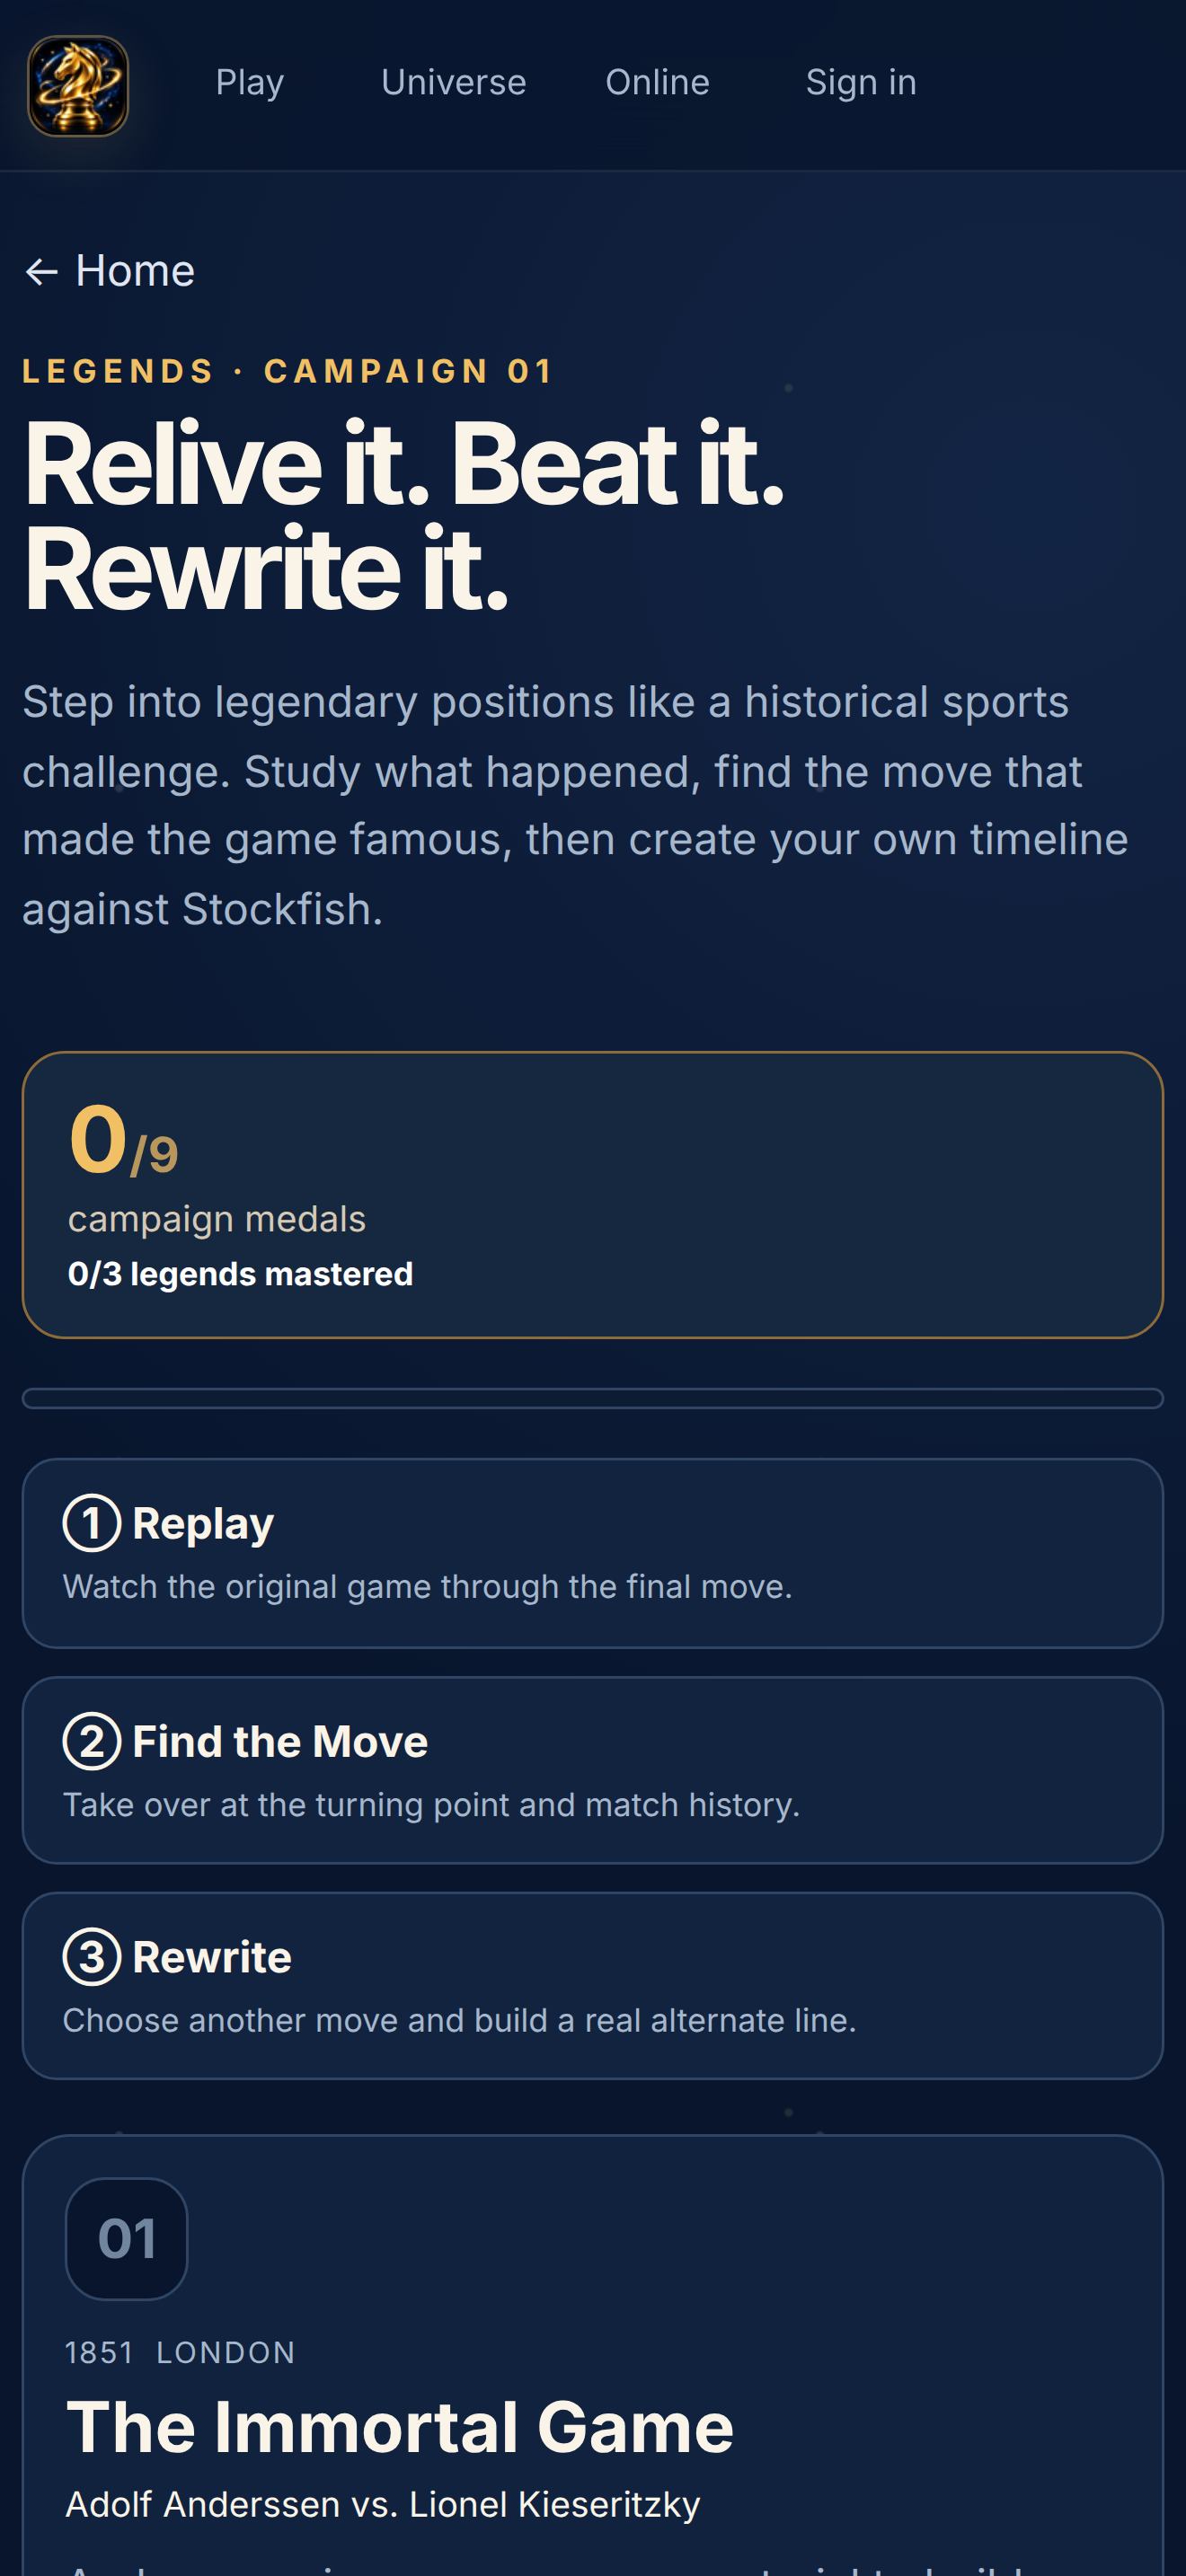 Play Universe Online Sign in
← Home
LEGENDS · CAMPAIGN 01
Relive it. Beat it.
Rewrite it.
Step into legendary positions like a historical sports
challenge. Study what happened, find the move that
made the game famous, then create your own timeline
against Stockfish.
0/9
campaign medals
0/3 legends mastered
① Replay
Watch the original game through the final move.
② Find the Move
Take over at the turning point and match history.
③ Rewrite
Choose another move and build a real alternate line.
01
1851 LONDON
The Immortal Game
Adolf Anderssen vs. Lionel Kieseritzky